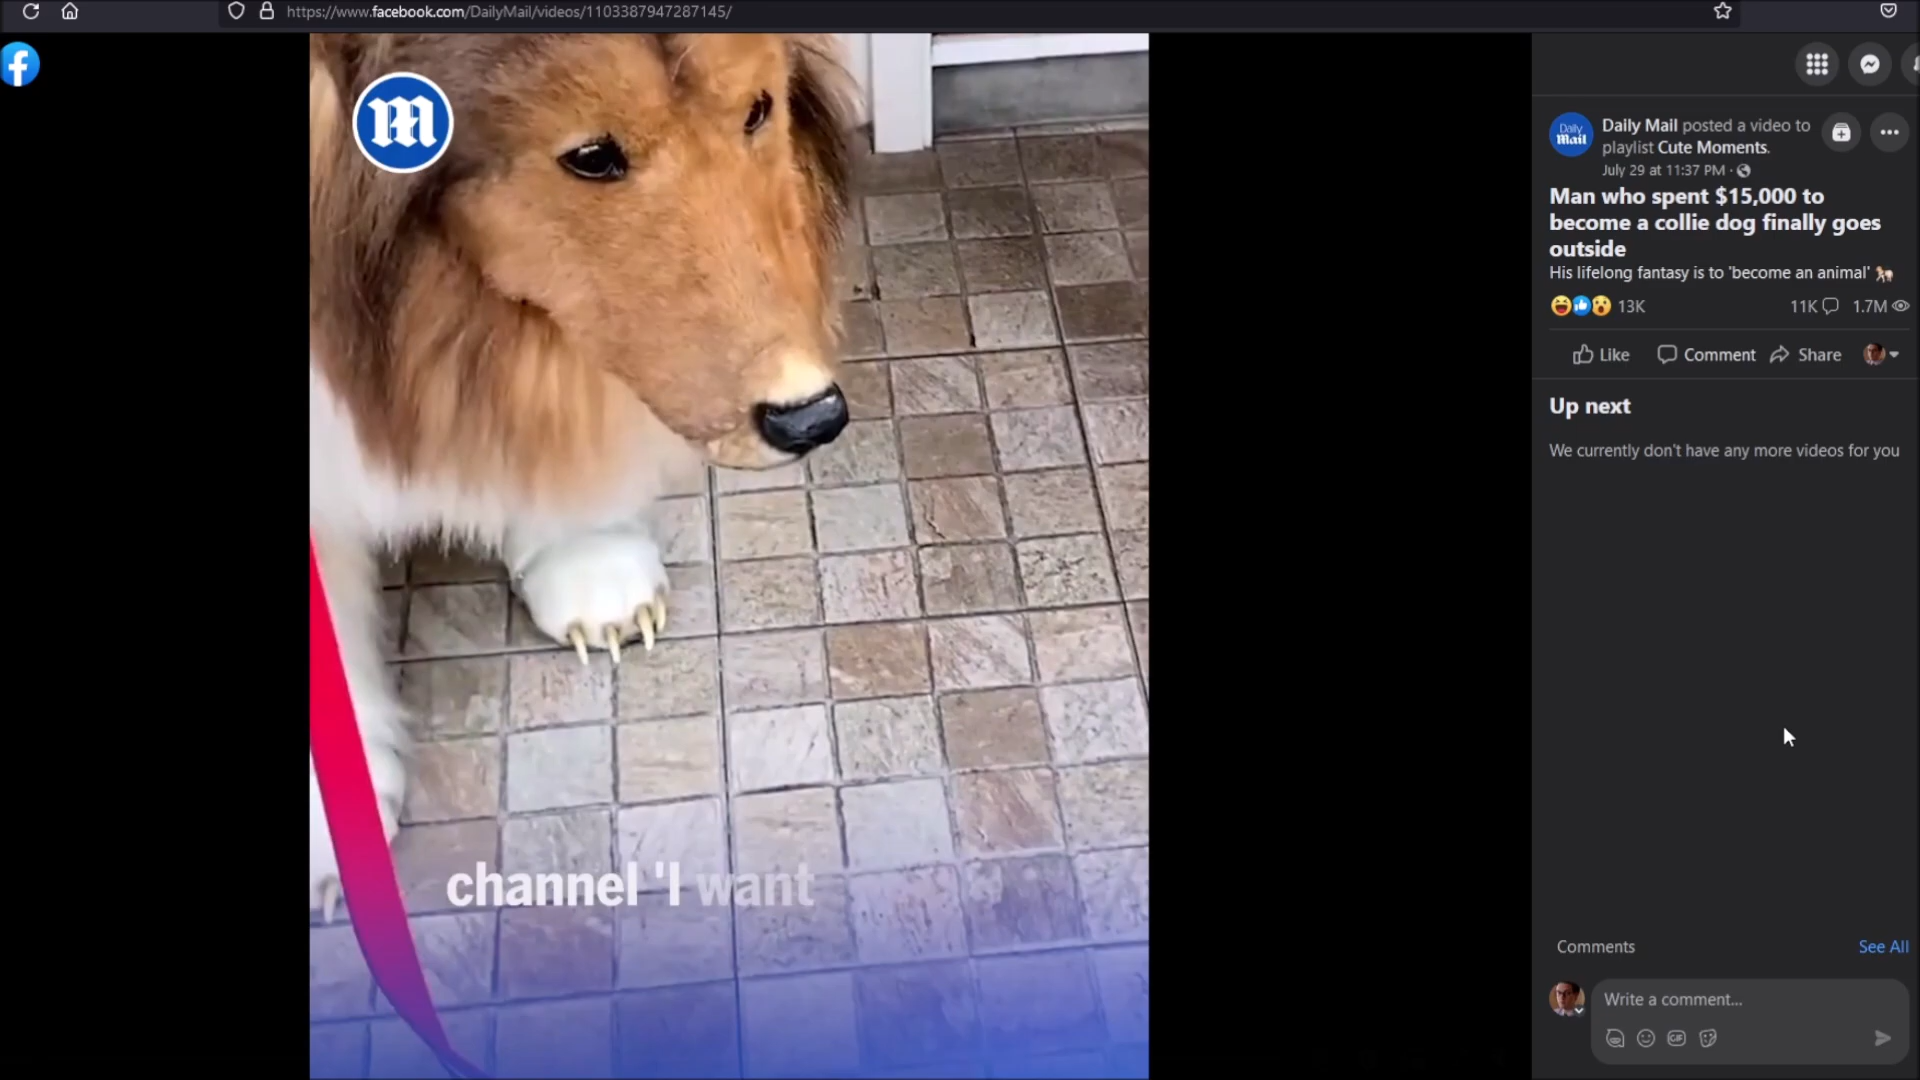 https://www.facebook.com/DailyMail/videos/1103387947287145/
Daily Mail posted a video to
playlist Cute Moments.
July 29 at 11:37 PM
Daily
Mail
Man who spent $15,000 to
become a collie dog finally goes
outside
His lifelong fantasy is to 'become an animal'
13K
11K
1.7M
Like
Comment
Share
Up next
We currently don't have any more videos for you
channel 'I want
Comments
See All
Write a comment...
GIF